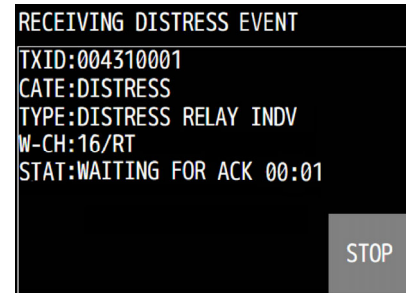 RECEIVING DISTRESS EVENT
TXID:004310001
CATE:DISTRESS
TYPE:DISTRESS RELAY INDV
W-CH:16/RT
STAT:WAITING FOR ACK 00:01
STOP